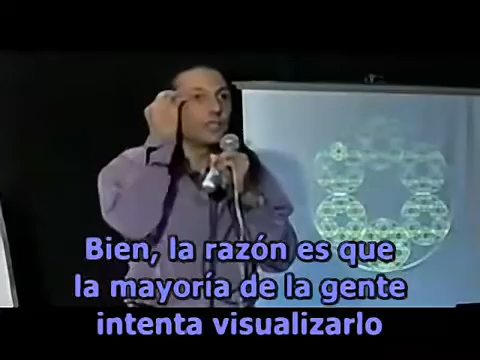 Bien, la razón es que
la mayoría de la gente
intenta visualizarlo